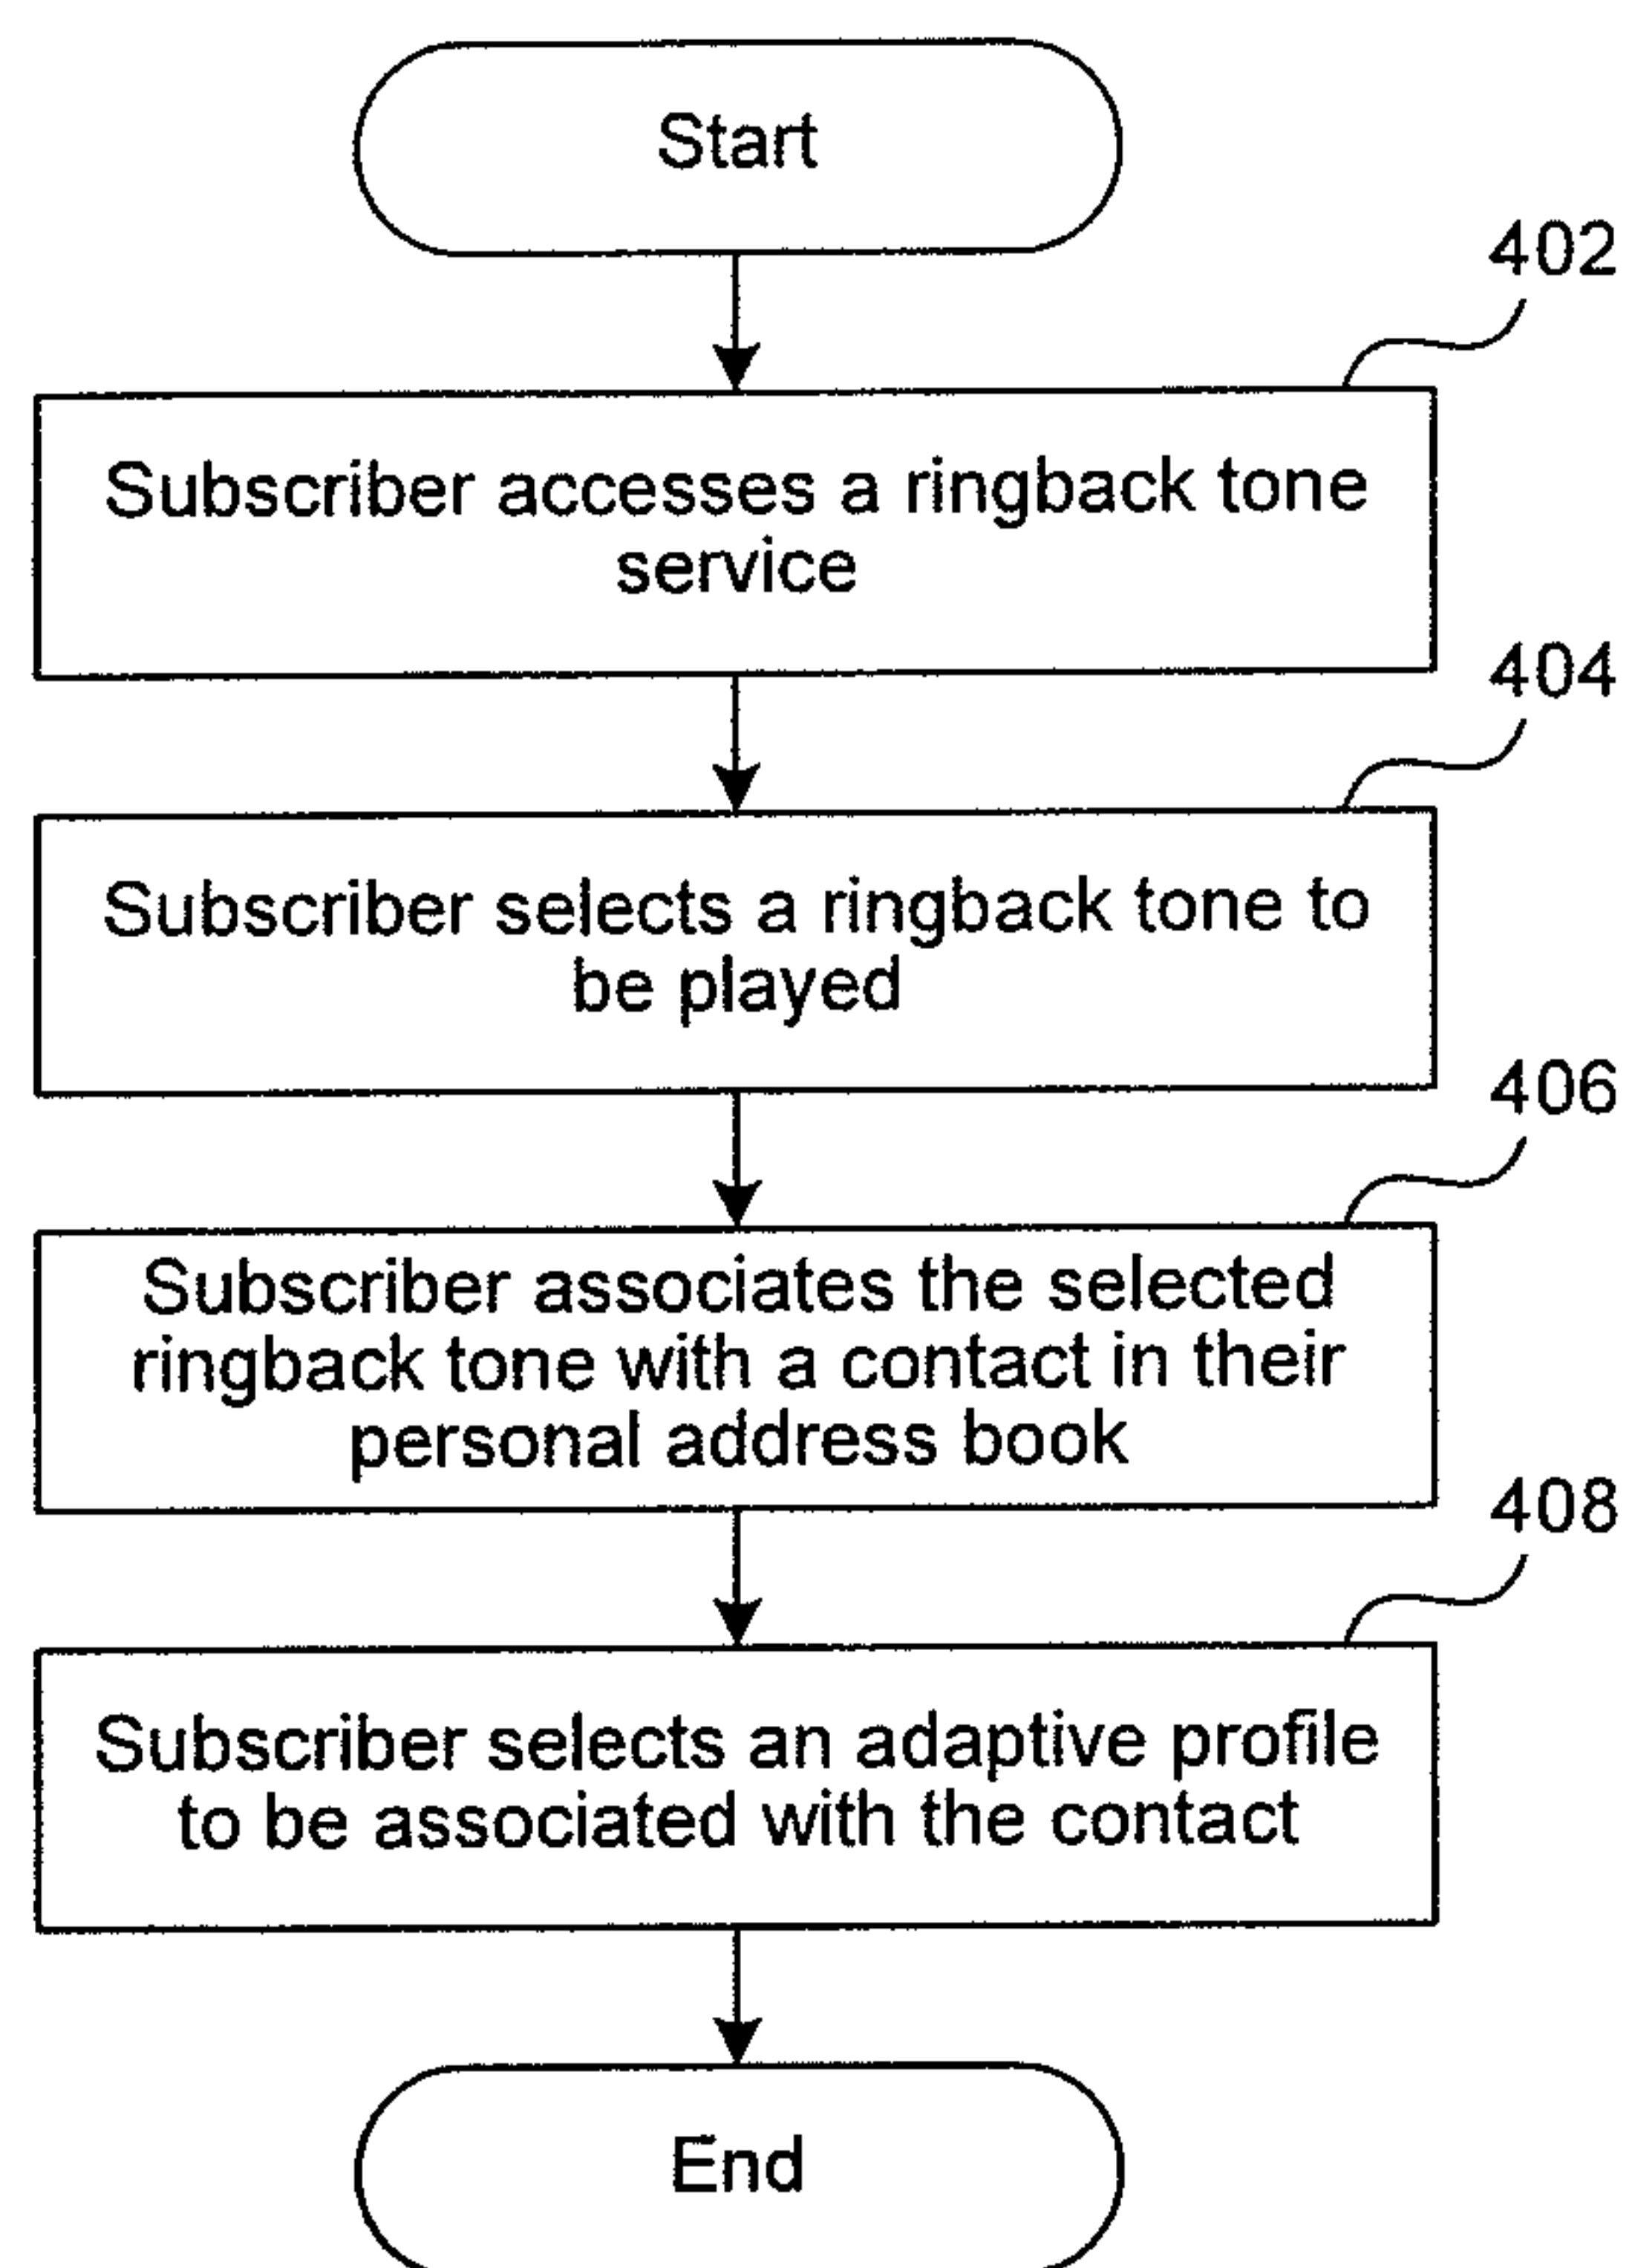 Start
402
Subscriber accesses a ringback tone
service
404
Subscriber selects a ringback tone to
be played
406
Subscriber associates the selected
ringback tone with a contact in their
personal address book
408
Subscriber selects an adaptive profile
to be associated with the contact
End